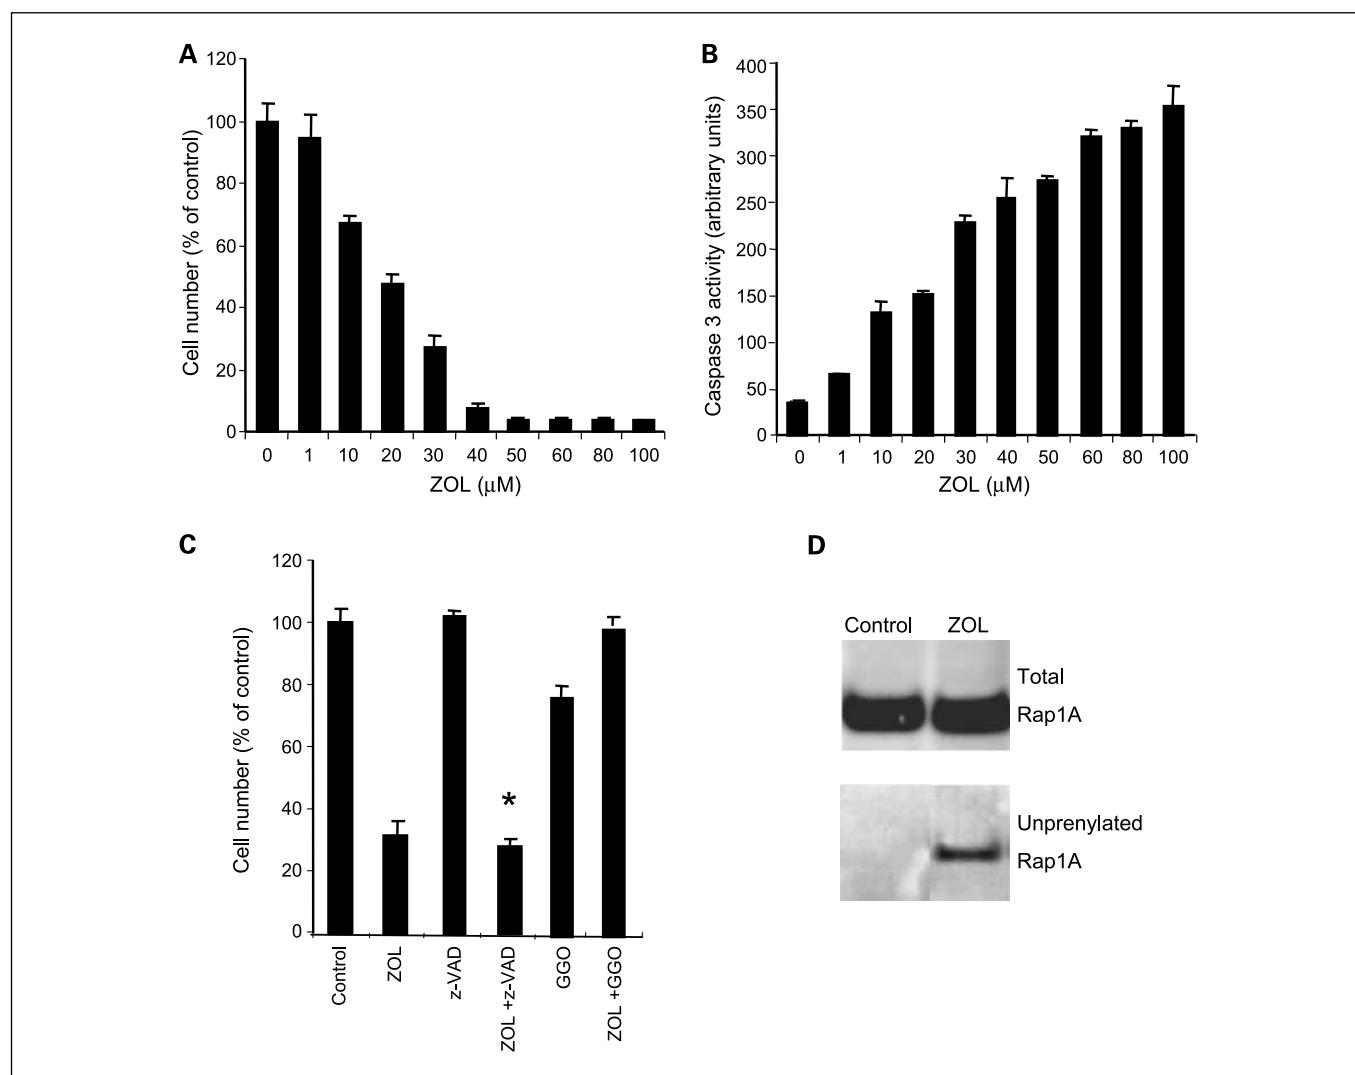 A
Cell number (% of control)
120
100
80
60
40
20
0
0 1 10 20 30 40 50 60 80 100
ZOL (μM)
B
Caspase 3 activity (arbitrary units)
400
350
300
250
200
150
100
50
0
0 1 10 20 30 40 50 60 80 100
ZOL (μM)
C
Cell number (% of control)
120
100
80
60
40
20
0
*
Control
ZOL
z-VAD
ZOL +z-VAD
GGO
ZOL +GGO
D
Control ZOL
Total
Rap1A
Unprenylated
Rap1A